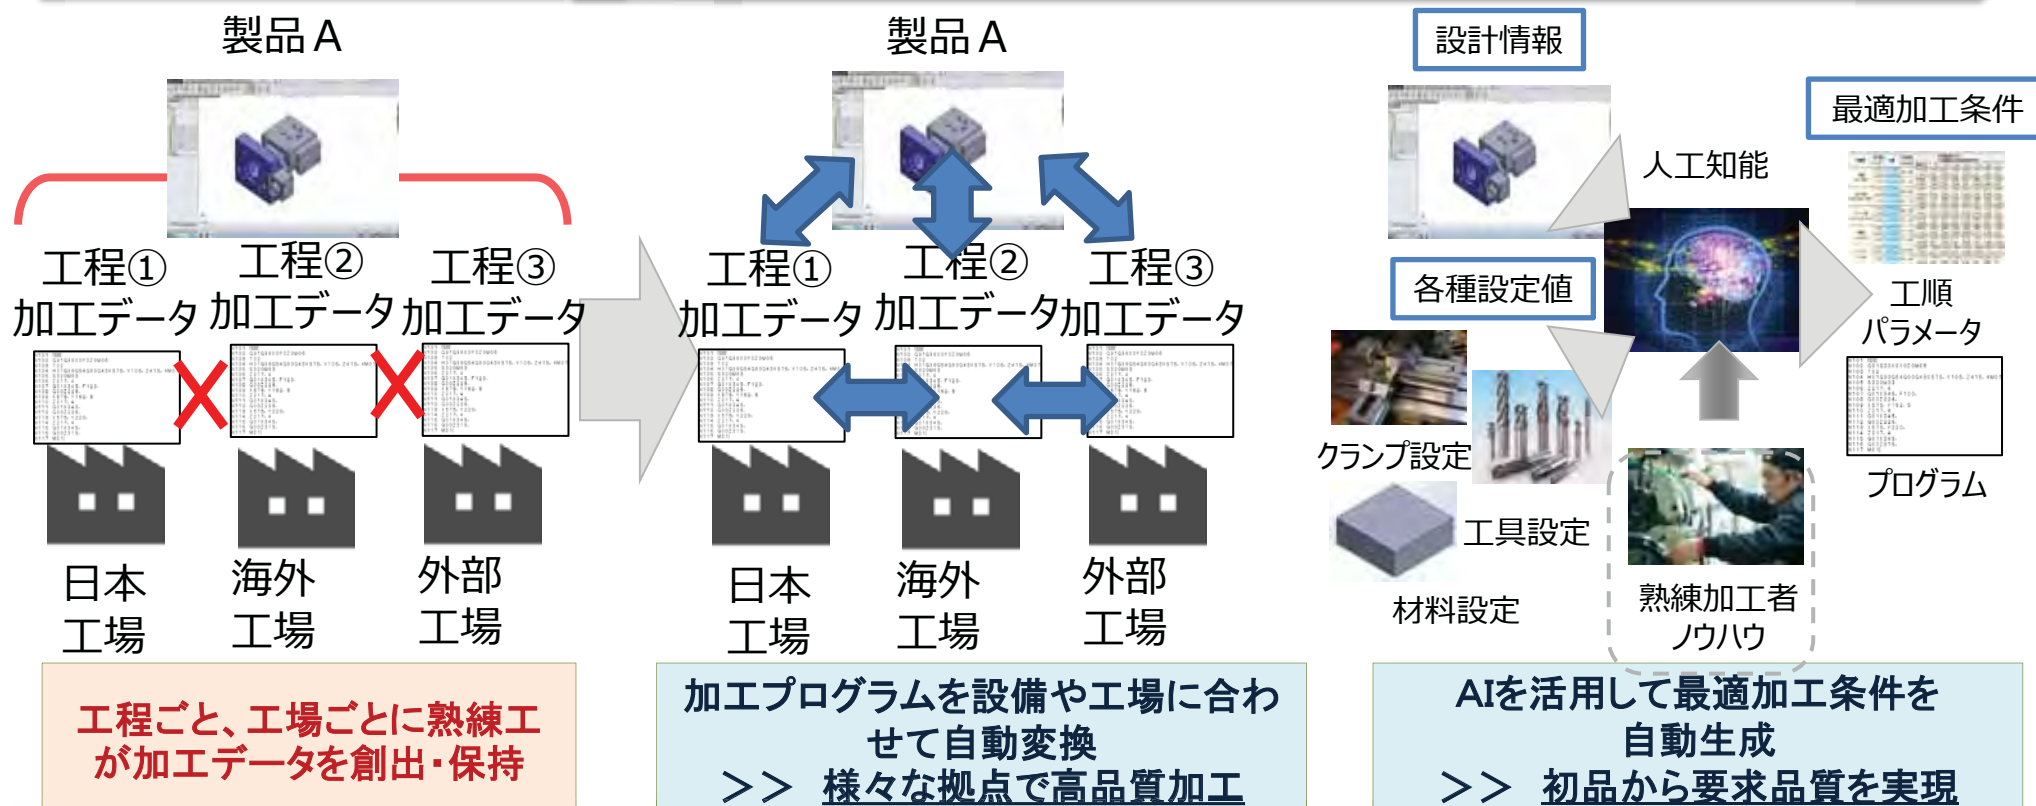 製品A
工程①
加工データ
工程②
加工データ
工程③
加工データ
日本
工場
海外
工場
外部
工場
工程ごと、工場ごとに熟練工
が加工データを創出・保持
製品A
工程①
加工データ
工程②
加工データ
工程③
加工データ
日本
工場
海外
工場
外部
工場
加工プログラムを設備や工場に合わ
せて自動変換
＞＞ 様々な拠点で高品質加工
設計情報
人工知能
最適加工条件
各種設定値
工順
パラメータ
クランプ設定
工具設定
材料設定
プログラム
熟練加工者
ノウハウ
AIを活用して最適加工条件を
自動生成
＞＞ 初品から要求品質を実現